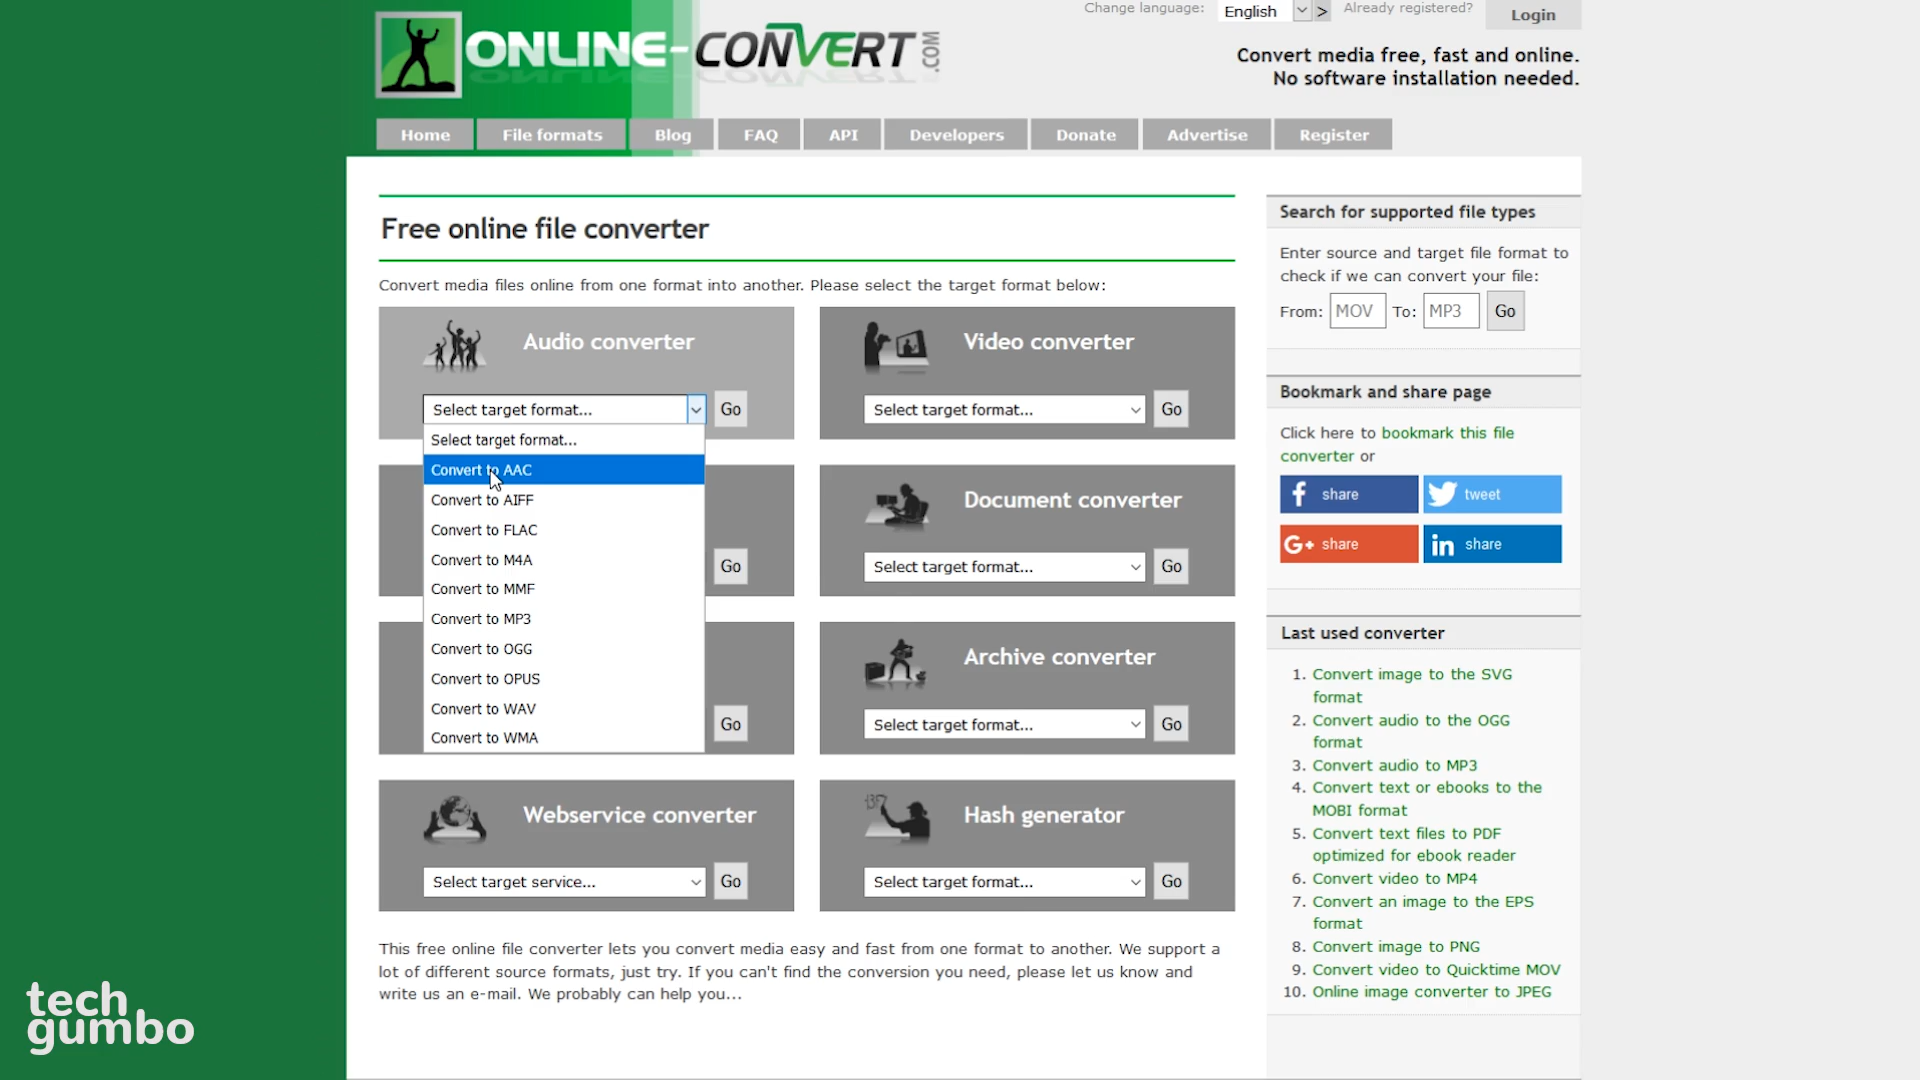 Change language: English > Already registered? Login
ONLINE-CONVERT.COM
Convert media free, fast and online.
No software installation needed.
Home File formats Blog FAQ API Developers Donate Advertise Register
Free online file converter
Convert media files online from one format into another. Please select the target format below:
Audio converter
Select target format... Go
Select target format...
Convert to AAC
Convert to AIFF
Convert to FLAC
Convert to M4A
Convert to MMF
Convert to MP3
Convert to OGG
Convert to OPUS
Convert to WAV
Convert to WMA
Video converter
Select target format... Go
Go
Document converter
Select target format... Go
Go
Archive converter
Select target format... Go
Webservice converter
Select target service... Go
Hash generator
Select target format... Go
This free online file converter lets you convert media easy and fast from one format to another. We support a
lot of different source formats, just try. If you can't find the conversion you need, please let us know and
write us an e-mail. We probably can help you...
Search for supported file types
Enter source and target file format to
check if we can convert your file:
From: MOV To: MP3 Go
Bookmark and share page
Click here to bookmark this file
converter or
share tweet
G+ share in share
Last used converter
1. Convert image to the SVG
format
2. Convert audio to the OGG
format
3. Convert audio to MP3
4. Convert text or ebooks to the
MOBI format
5. Convert text files to PDF
optimized for ebook reader
6. Convert video to MP4
7. Convert an image to the EPS
format
8. Convert image to PNG
9. Convert video to Quicktime MOV
10. Online image converter to JPEG
tech
gumbo